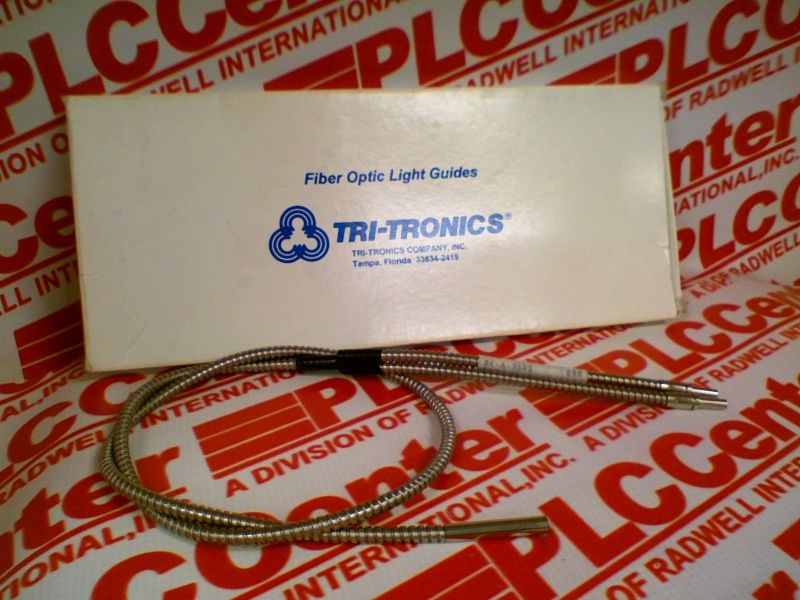 Fiber Optic Light Guides
TRI-TRONICS®
TRI-TRONICS COMPANY, INC.
Tampa, Florida 33634-2419
PLCCenter
A DIVISION OF RADWELL INTERNATIONAL, INC.